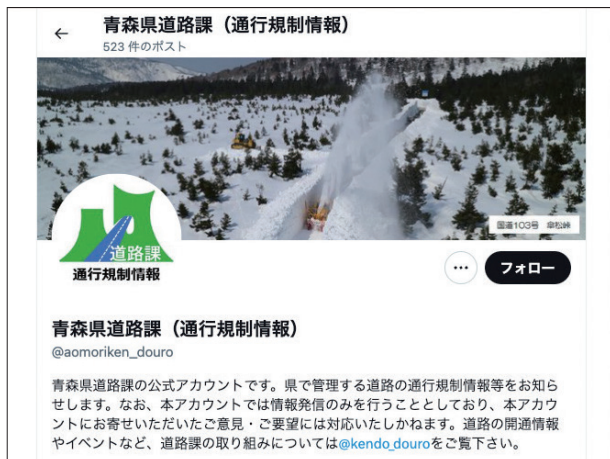 青森県道路課（通行規制情報）
523 件のポスト
国道103号 傘松峠
道路課
通行規制情報
フォロー
青森県道路課（通行規制情報）
@aomoriken_douro
青森県道路課の公式アカウントです。県で管理する道路の通行規制情報等をお知ら
せします。なお、本アカウントでは情報発信のみを行うこととしており、本アカウ
ントにお寄せいただいたご意見・ご要望には対応いたしかねます。道路の開通情報
やイベントなど、道路課の取り組みについては@kendo_douroをご覧下さい。